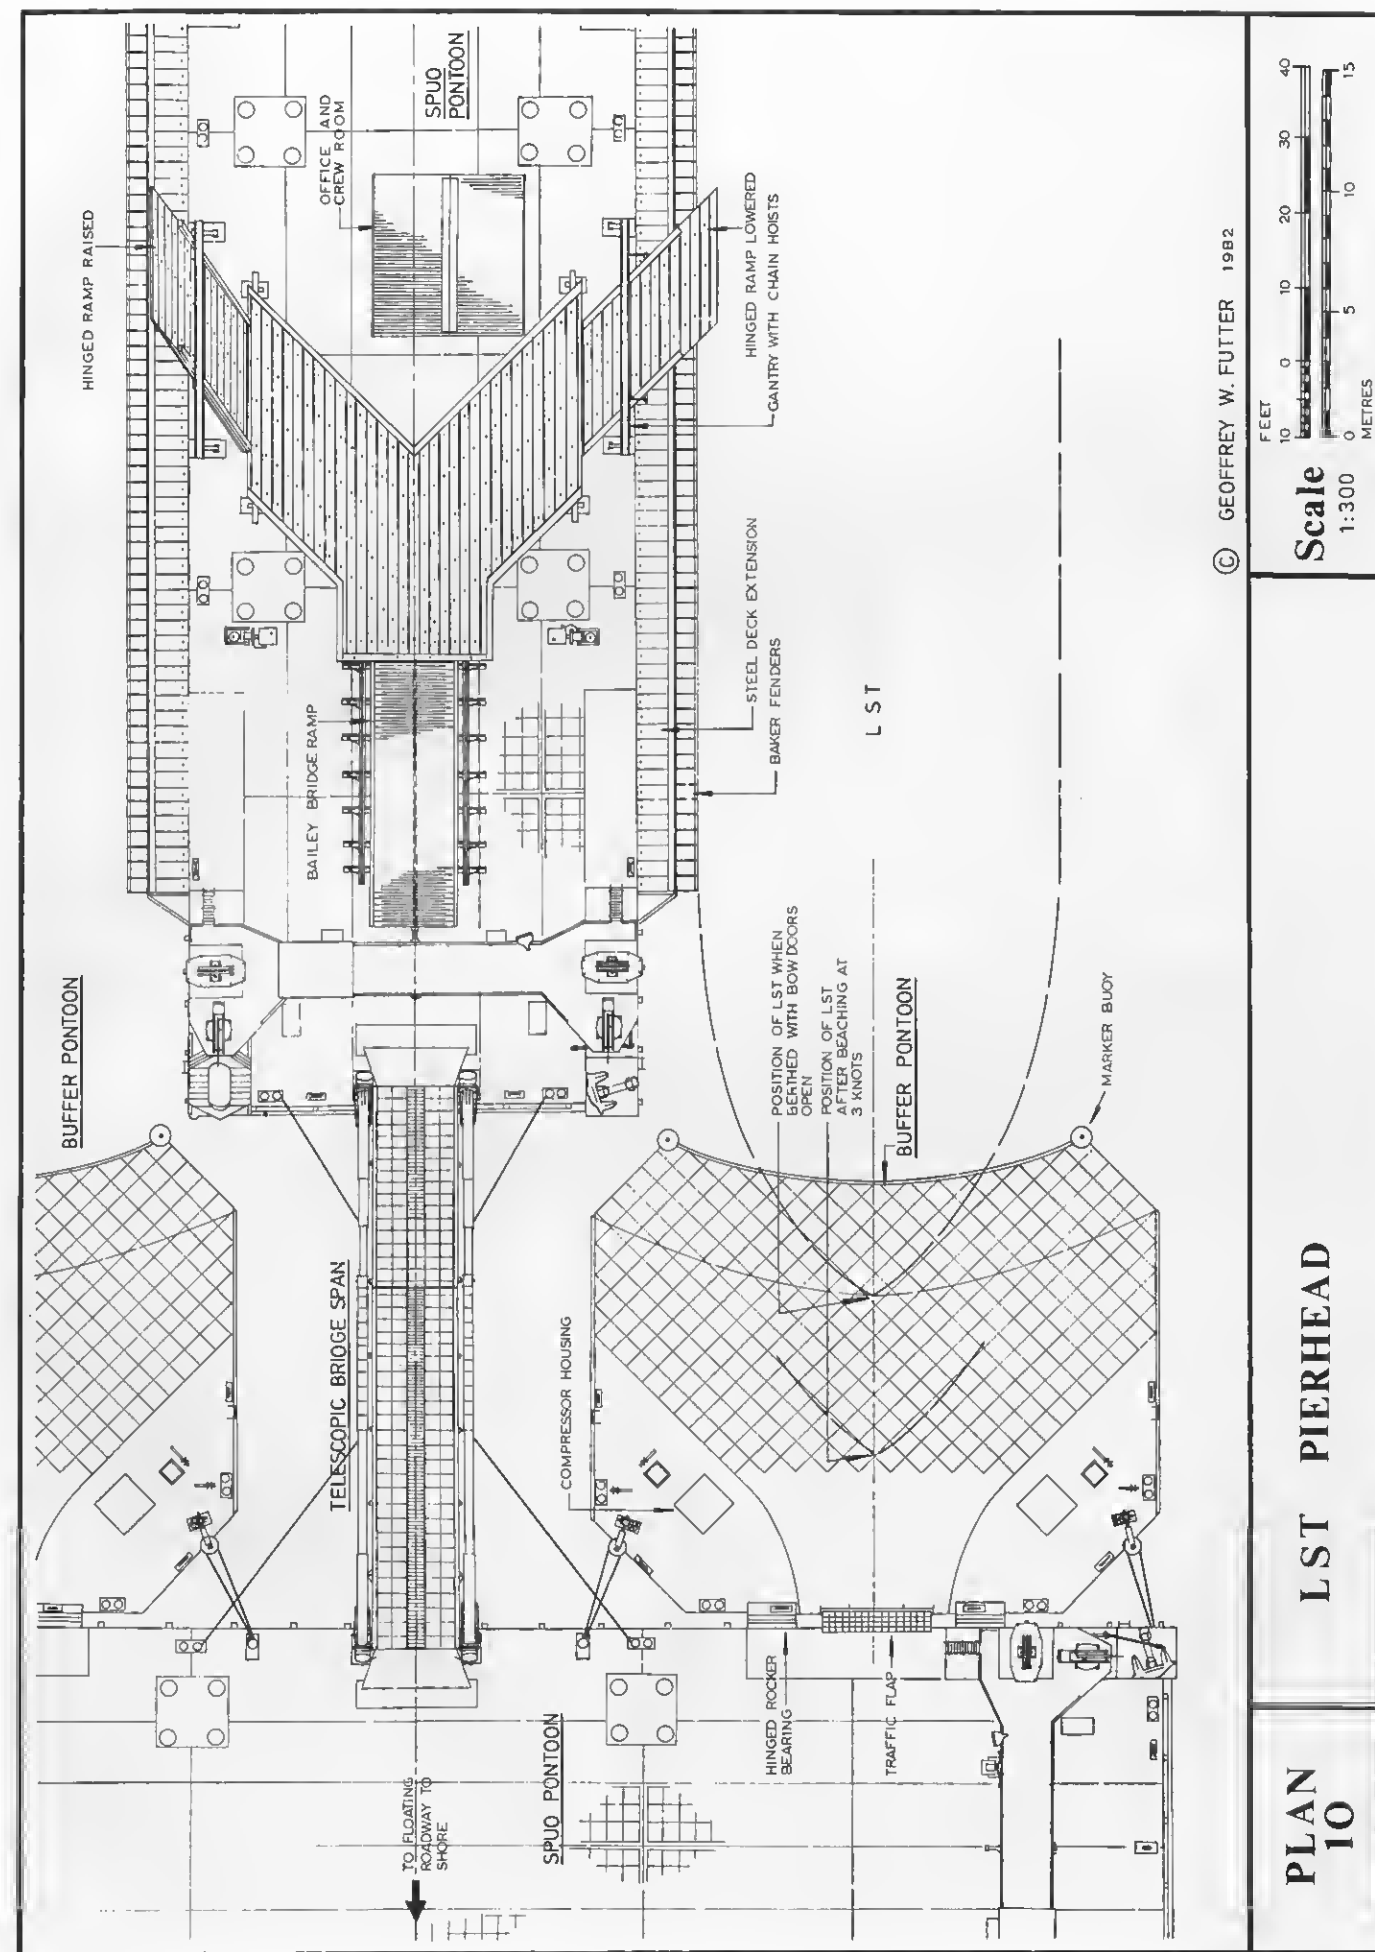 HINGED RAMP RAISED
OFFICE AND
CREW ROOM
SPUO
PONTOON
HINGED RAMP LOWERED
GANTRY WITH CHAIN HOISTS
BAILEY BRIDGE RAMP
STEEL DECK EXTENSION
BAKER FENDERS
LST
BUFFER PONTOON
POSITION OF LST WHEN
BERTHED WITH BOW DOORS
OPEN
POSITION OF LST
AFTER BEACHING AT
3 KNOTS
BUFFER PONTOON
MARKER BUOY
TELESCOPIC BRIOGE SPAN
COMPRESSOR HOUSING
TO FLOATING
ROADWAY TO
SHORE
SPUO PONTOON
HINGED ROCKER
BEARING
TRAFFIC FLAP
© GEOFFREY W. FUTTER 1982
PLAN
10
LST PIERHEAD
Scale
1:300
FEET
10 0 10 20 30 40
0 5 10 15
METRES